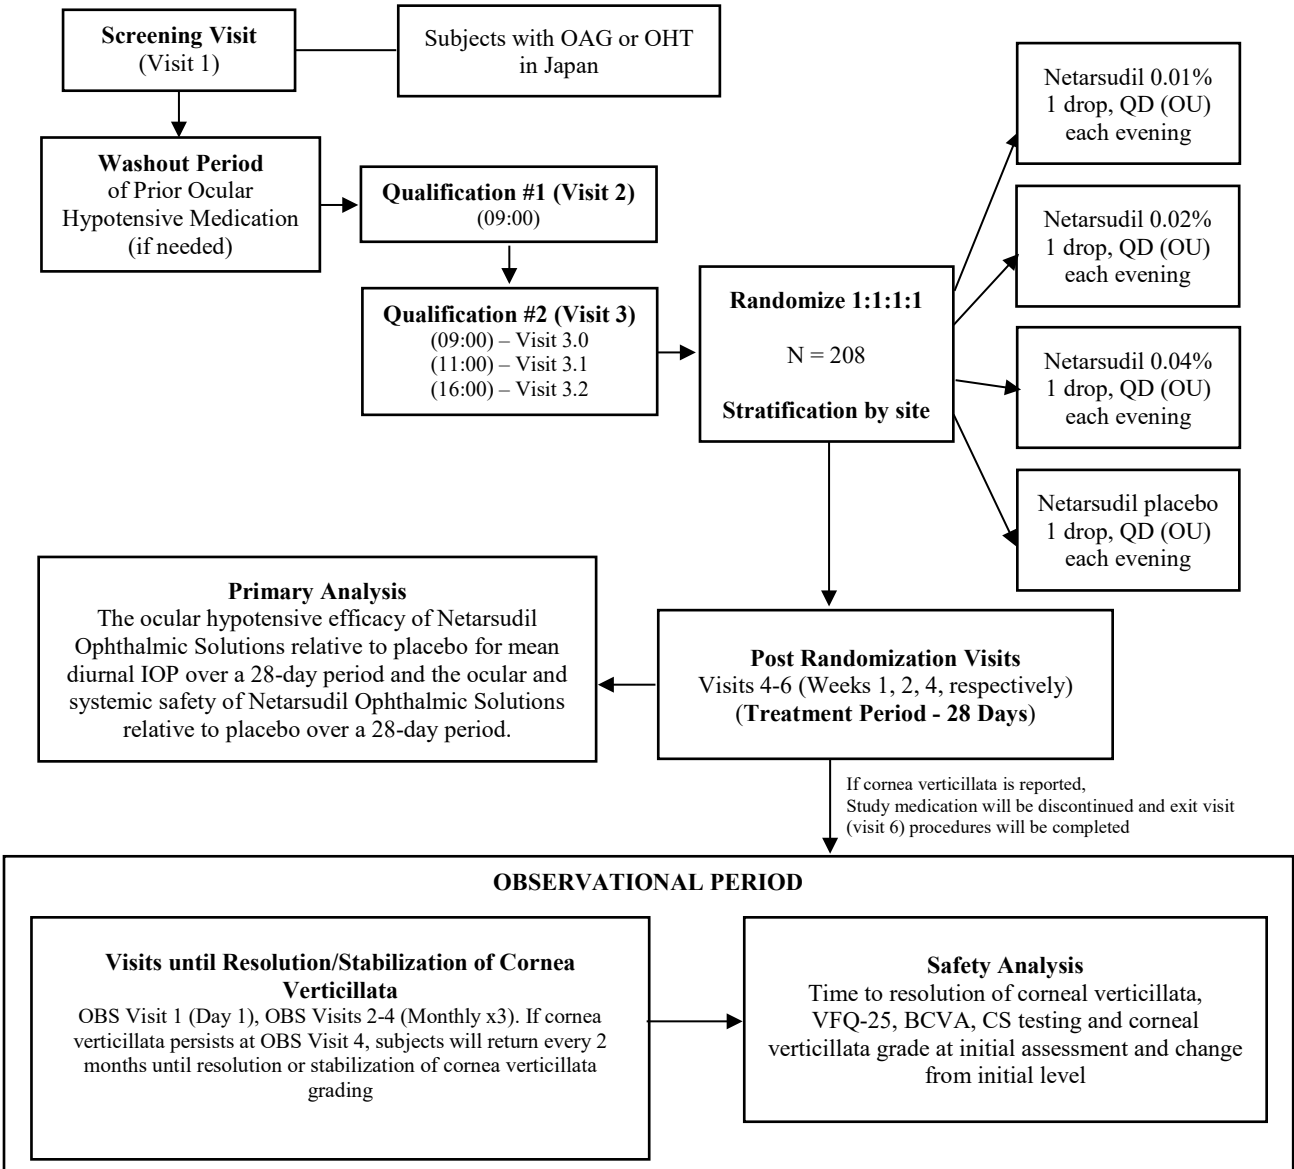 Screening Visit
(Visit 1)
Subjects with OAG or OHT
in Japan
Washout Period
of Prior Ocular
Hypotensive Medication
(if needed)
Qualification #1 (Visit 2)
(09:00)
Qualification #2 (Visit 3)
(09:00) – Visit 3.0
(11:00) – Visit 3.1
(16:00) – Visit 3.2
Randomize 1:1:1:1
N = 208
Stratification by site
Netarsudil 0.01%
1 drop, QD (OU)
each evening
Netarsudil 0.02%
1 drop, QD (OU)
each evening
Netarsudil 0.04%
1 drop, QD (OU)
each evening
Netarsudil placebo
1 drop, QD (OU)
each evening
Primary Analysis
The ocular hypotensive efficacy of Netarsudil
Ophthalmic Solutions relative to placebo for mean
diurnal IOP over a 28-day period and the ocular and
systemic safety of Netarsudil Ophthalmic Solutions
relative to placebo over a 28-day period.
Post Randomization Visits
Visits 4-6 (Weeks 1, 2, 4, respectively)
(Treatment Period - 28 Days)
If cornea verticillata is reported,
Study medication will be discontinued and exit visit
(visit 6) procedures will be completed
OBSERVATIONAL PERIOD
Visits until Resolution/Stabilization of Cornea
Verticillata
OBS Visit 1 (Day 1), OBS Visits 2-4 (Monthly x3). If cornea
verticillata persists at OBS Visit 4, subjects will return every 2
months until resolution or stabilization of cornea verticillata
grading
Safety Analysis
Time to resolution of corneal verticillata,
VFQ-25, BCVA, CS testing and corneal
verticillata grade at initial assessment and change
from initial level